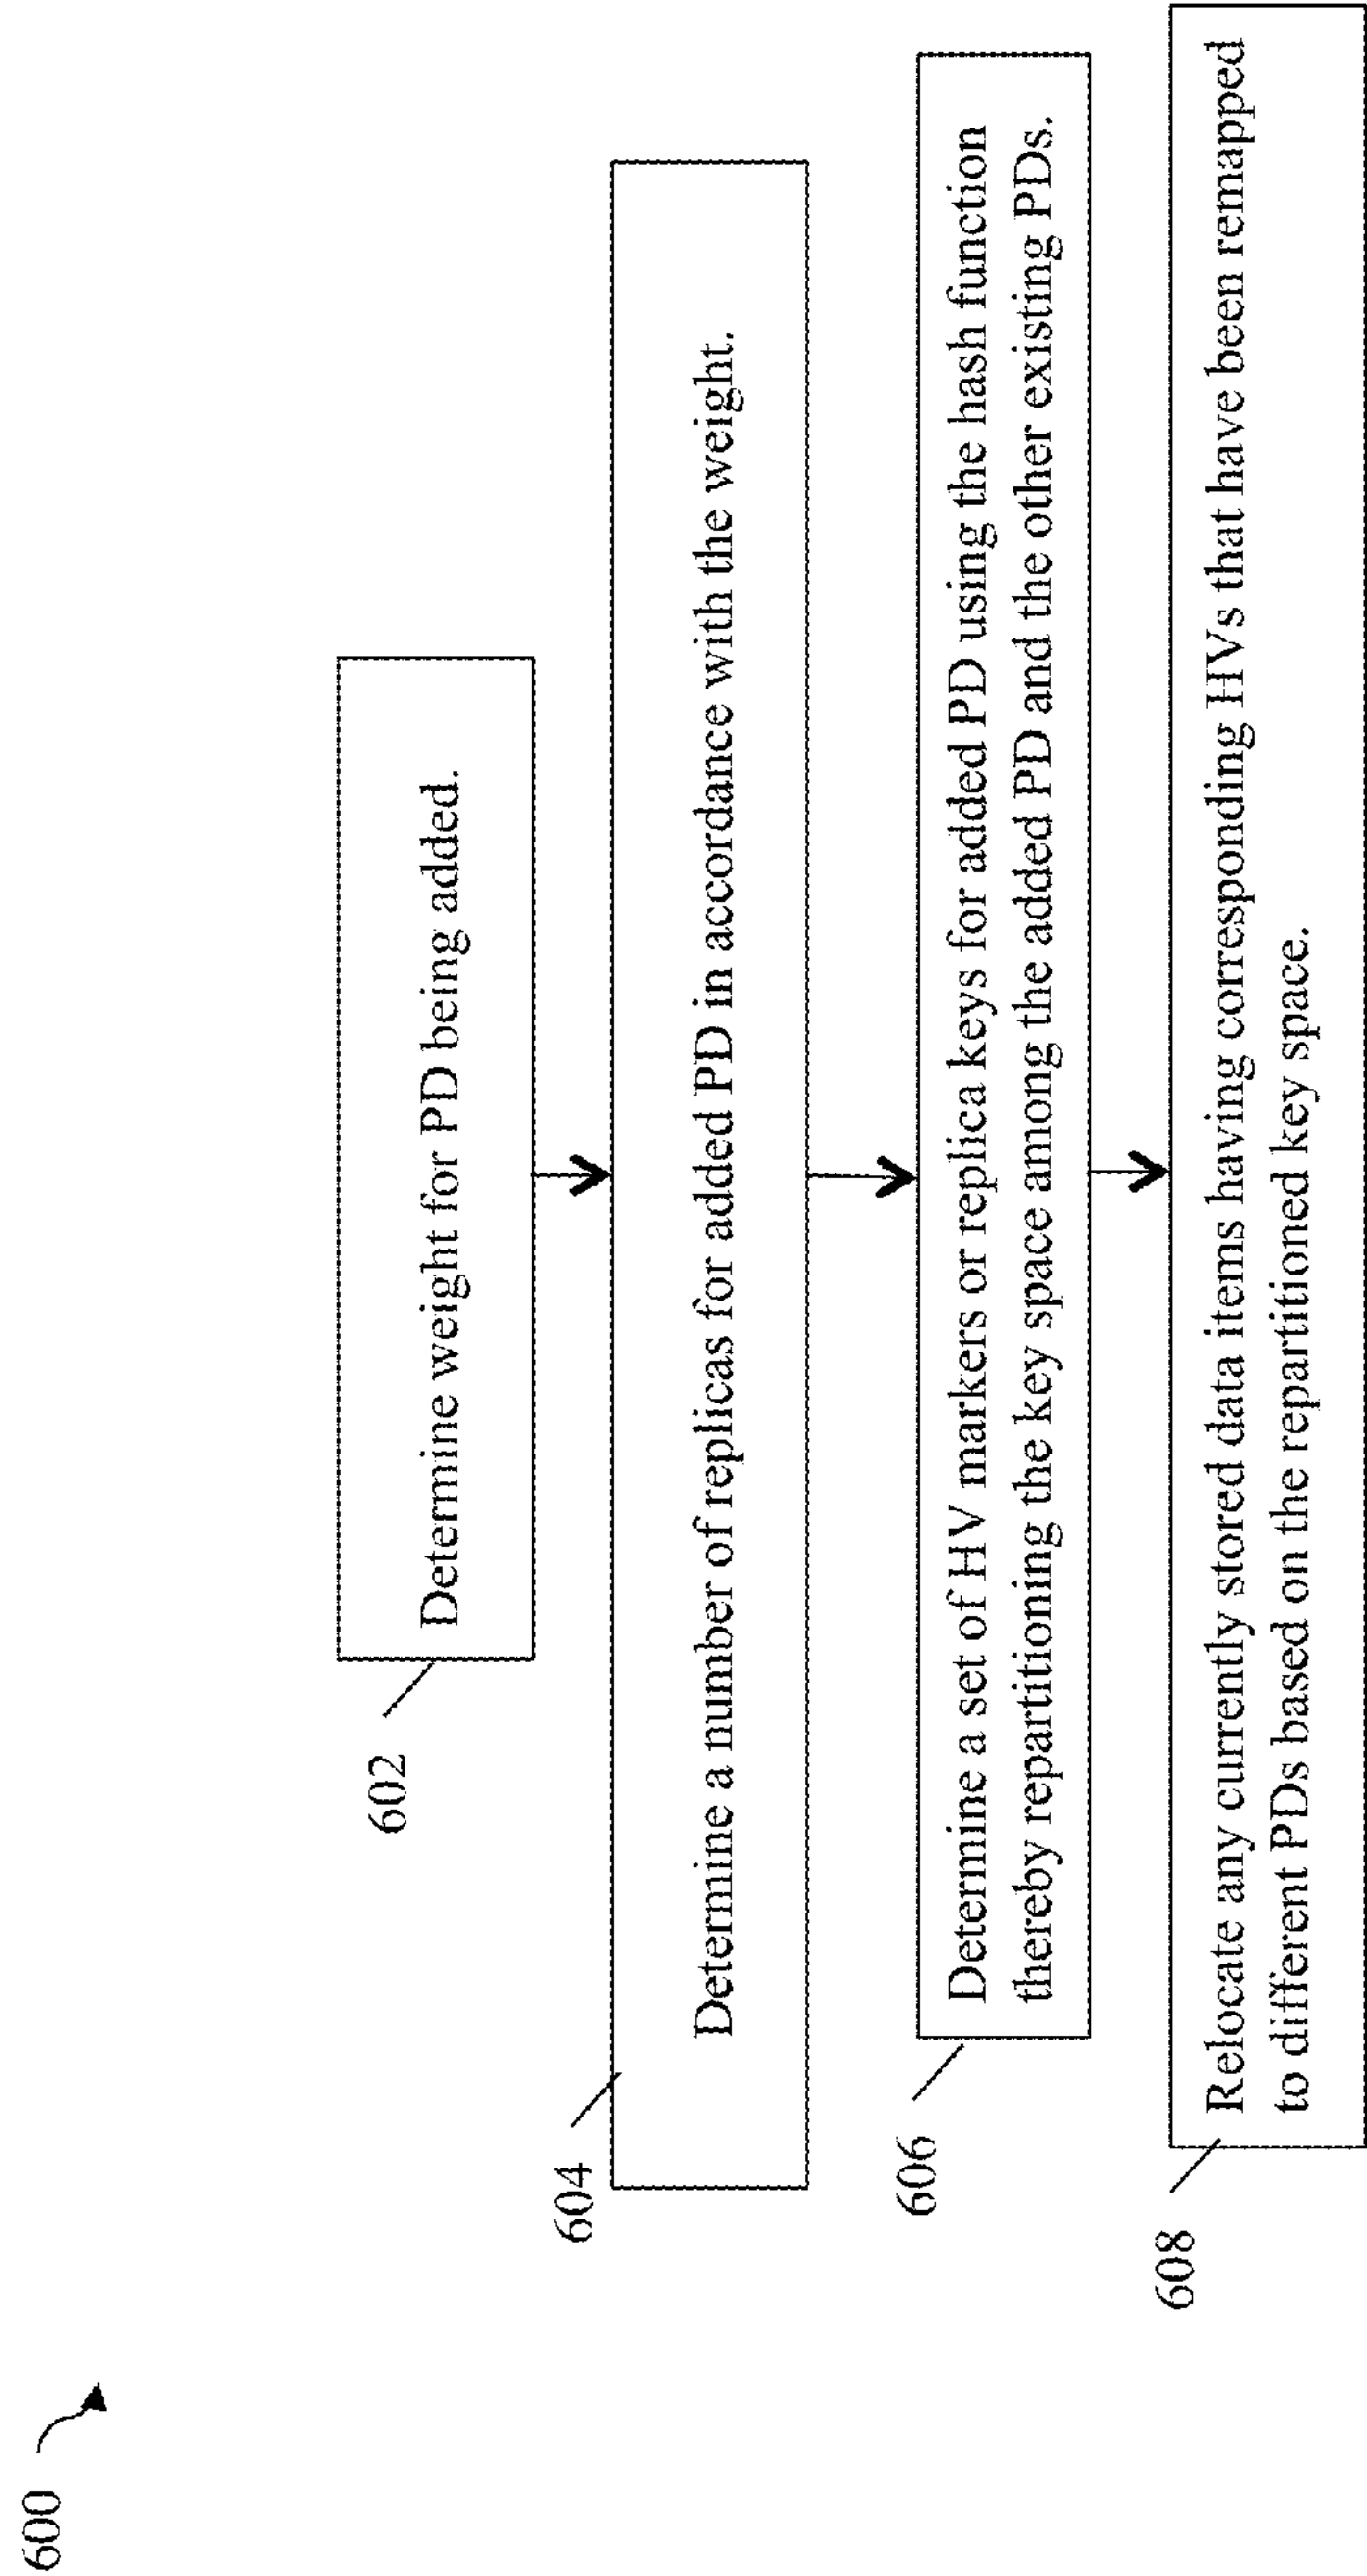 600
602
Determine weight for PD being added.
604
Determine a number of replicas for added PD in accordance with the weight.
606
Determine a set of HV markers or replica keys for added PD using the hash function
thereby repartitioning the key space among the added PD and the other existing PDs.
608
Relocate any currently stored data items having corresponding HVs that have been remapped
to different PDs based on the repartitioned key space.